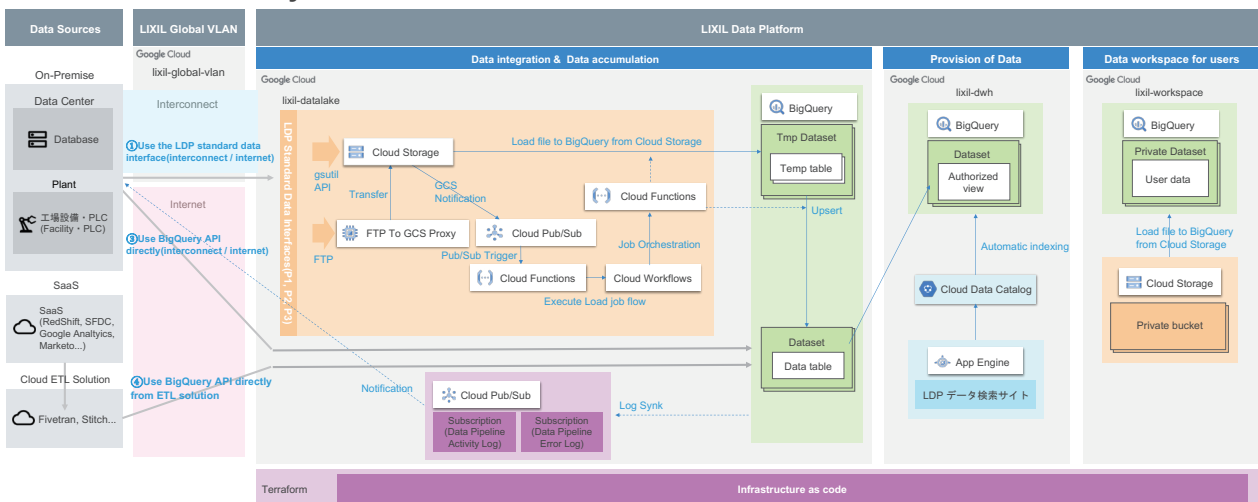 Data Sources
LIXIL Global VLAN
LIXIL Data Platform
Data integration & Data accumulation
Provision of Data
Data workspace for users
On-Premise
Data Center
Database
Plant
工場設備・PLC
(Facility・PLC)
SaaS
SaaS
(RedShift, SFDC,
Google Analtyics,
Marketo...)
Cloud ETL Solution
Fivetran, Stitch...
Google Cloud
lixil-global-vlan
Interconnect
①Use the LDP standard data
interface(interconnect / internet)
Internet
③Use BigQuery API
directly(interconnect / internet)
④Use BigQuery API directly
from ETL solution
Google Cloud
lixil-datalake
LDP Standard Data Interfaces(P1, P2, P3)
gsutil
API
FTP
Cloud Storage
Transfer
FTP To GCS Proxy
GCS
Notification
Cloud Pub/Sub
Pub/Sub Trigger
Cloud Functions
Execute Load job flow
Cloud Workflows
Job Orchestration
Cloud Functions
Load file to BigQuery from Cloud Storage
Upsert
BigQuery
Tmp Dataset
Temp table
Dataset
Data table
Notification
Cloud Pub/Sub
Subscription
(Data Pipeline
Activity Log)
Subscription
(Data Pipeline
Error Log)
Log Synk
Google Cloud
lixil-dwh
BigQuery
Dataset
Authorized
view
Automatic indexing
Cloud Data Catalog
App Engine
LDP データ検索サイト
Google Cloud
lixil-workspace
BigQuery
Private Dataset
User data
Load file to BigQuery
from Cloud Storage
Cloud Storage
Private bucket
Terraform
Infrastructure as code